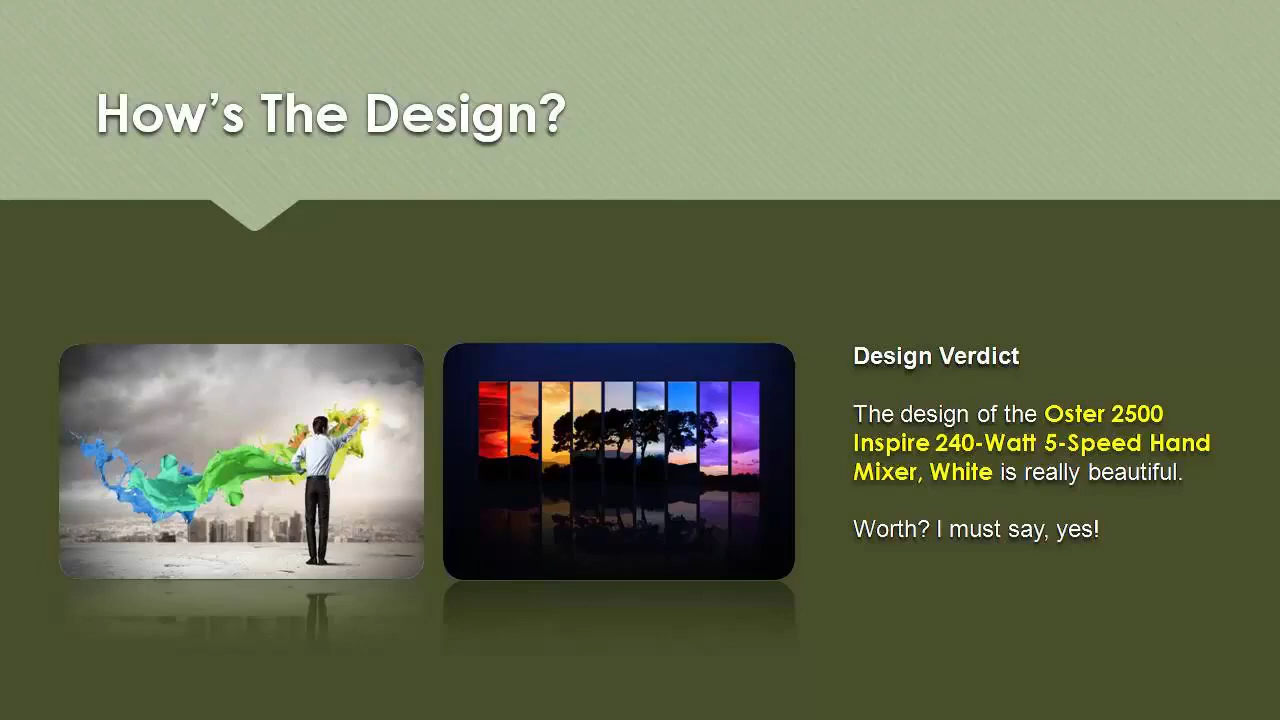 How's The Design?
Design Verdict
The design of the Oster 2500
Inspire 240-Watt 5-Speed Hand
Mixer, White is really beautiful.
Worth? I must say, yes!